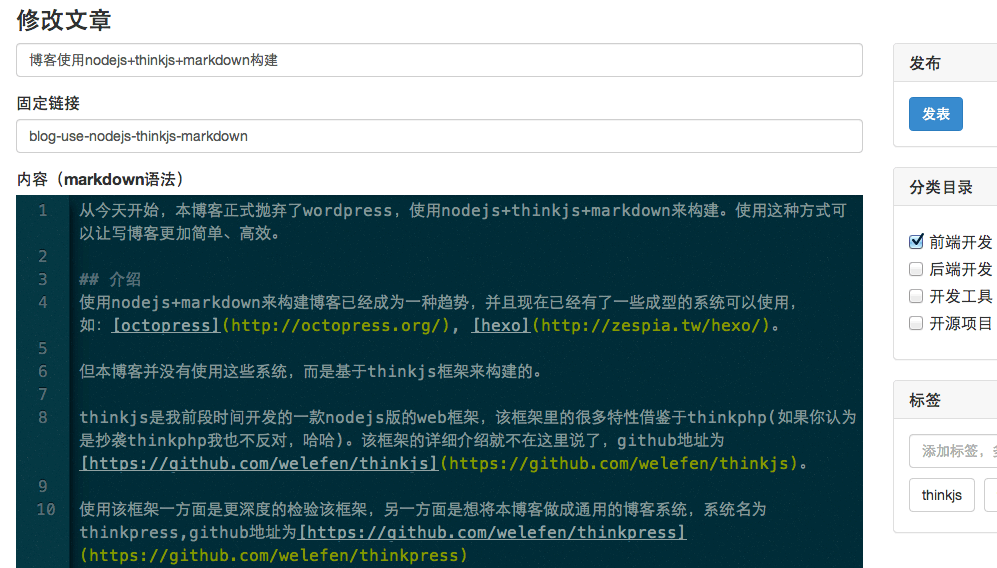 修改文章
博客使用nodejs+thinkjs+markdown构建
固定链接
blog-use-nodejs-thinkjs-markdown
内容（markdown语法）
1 从今天开始，本博客正式抛弃了wordpress，使用nodejs+thinkjs+markdown来构建。使用这种方式可
以让写博客更加简单、高效。
2
3 ## 介绍
4 使用nodejs+markdown来构建博客已经成为一种趋势，并且现在已经有了一些成型的系统可以使用，
如：[octopress](http://octopress.org/), [hexo](http://zespia.tw/hexo/)。
5
6 但本博客并没有使用这些系统，而是基于thinkjs框架来构建的。
7
8 thinkjs是我前段时间开发的一款nodejs版的web框架，该框架里的很多特性借鉴于thinkphp(如果你认为
是抄袭thinkphp我也不反对，哈哈)。该框架的详细介绍就不在这里说了，github地址为
[https://github.com/welefen/thinkjs](https://github.com/welefen/thinkjs)。
9
10 使用该框架一方面是更深度的检验该框架，另一方面是想将本博客做成通用的博客系统，系统名为
thinkpress,github地址为[https://github.com/welefen/thinkpress]
(https://github.com/welefen/thinkpress)
发布
发表
分类目录
前端开发
后端开发
开发工具
开源项目
标签
添加标签，
thinkjs